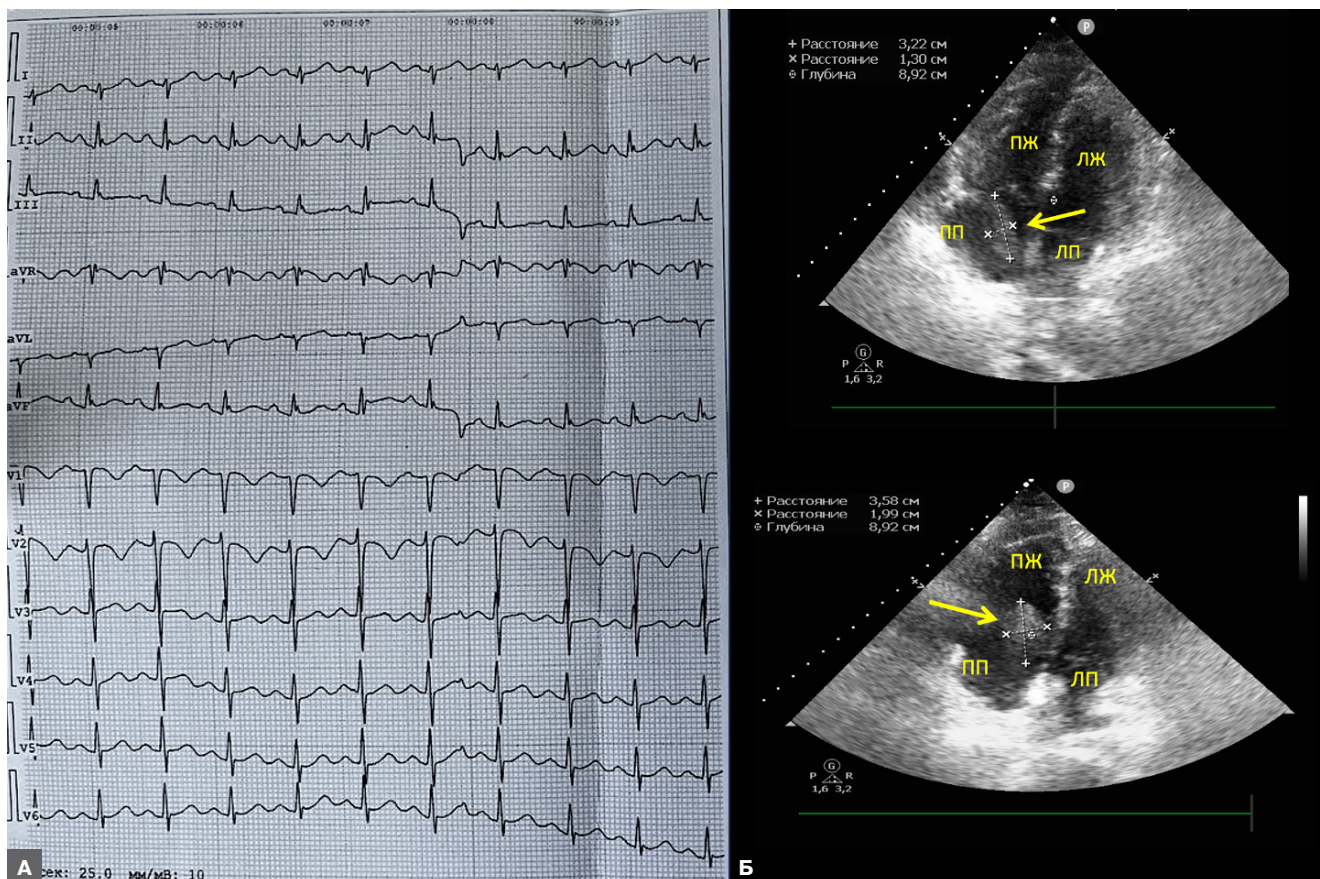 00:00:05 00:00:06 00:00:07 00:00:08 00:00:09
I
II
III
aVR
aVL
aVF
V1
V2
V3
V4
V5
V6
сек: 25.0 мм/мВ: 10
А
P
+ Расстояние 3,22 см
× Расстояние 1,30 см
Глубина 8,92 см
ПЖ
ЛЖ
ПП
ЛП
G
P R
1,6 3,2
P
+ Расстояние 3,58 см
× Расстояние 1,99 см
Глубина 8,92 см
ПЖ
ЛЖ
ПП
ЛП
G
P R
1,6 3,2
Б